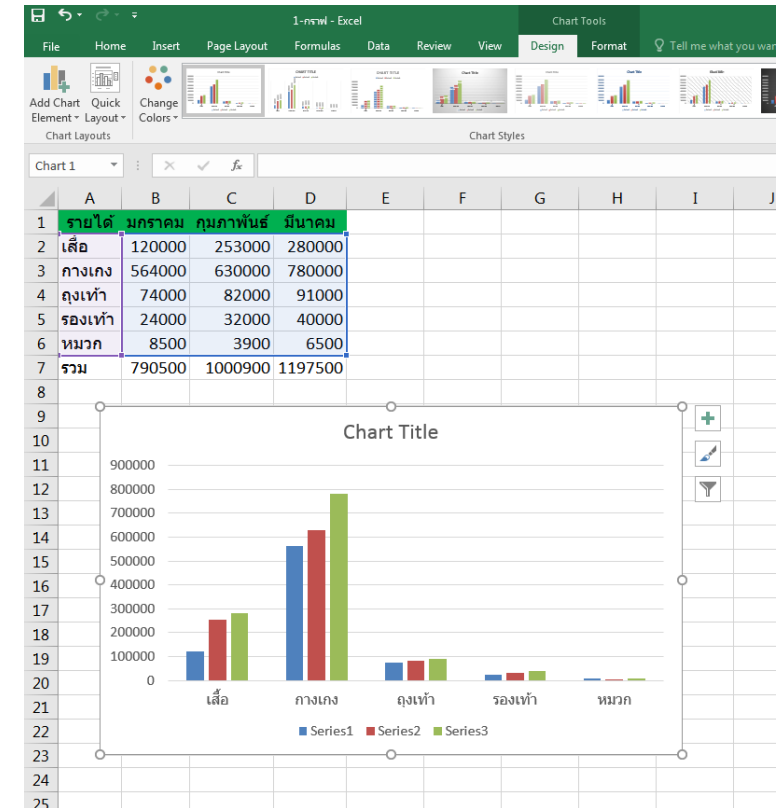 1-กราฟ - Excel
Chart Tools
File Home Insert Page Layout Formulas Data Review View Design Format Tell me what you
Add Chart Element Quick Layout Change Colors
Chart Layouts Chart Styles
Chart 1 fx
A B C D E F G H I J
1 รายได้ มกราคม กุมภาพันธ์ มีนาคม
2 เสื้อ 120000 253000 280000
3 กางเกง 564000 630000 780000
4 ถุงเท้า 74000 82000 91000
5 รองเท้า 24000 32000 40000
6 หมวก 8500 3900 6500
7 รวม 790500 1000900 1197500
8
9
10
11
12
13
14
15
16
17
18
19
20
21
22
23
24
25
Chart Title
900000
800000
700000
600000
500000
400000
300000
200000
100000
0
เสื้อ กางเกง ถุงเท้า รองเท้า หมวก
Series1 Series2 Series3